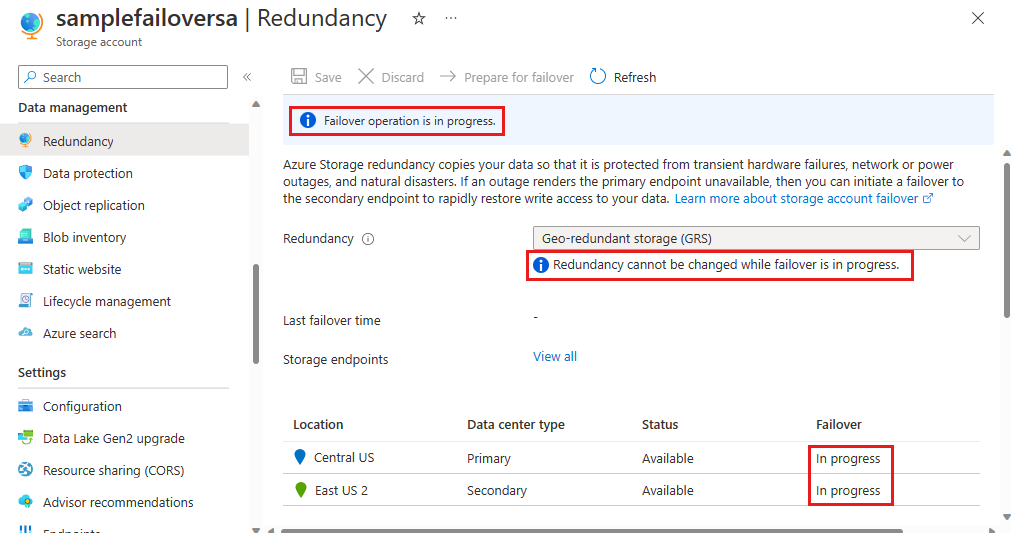 samplefailoversa | Redundancy
Storage account
Search
Data management
Redundancy
Data protection
Object replication
Blob inventory
Static website
Lifecycle management
Azure search
Settings
Configuration
Data Lake Gen2 upgrade
Resource sharing (CORS)
Advisor recommendations
Endpoints
Save Discard Prepare for failover Refresh
Failover operation is in progress.
Azure Storage redundancy copies your data so that it is protected from transient hardware failures, network or power
outages, and natural disasters. If an outage renders the primary endpoint unavailable, then you can initiate a failover to
the secondary endpoint to rapidly restore write access to your data. Learn more about storage account failover
Redundancy Geo-redundant storage (GRS)
Redundancy cannot be changed while failover is in progress.
Last failover time -
Storage endpoints View all
Location Data center type Status Failover
Central US Primary Available In progress
East US 2 Secondary Available In progress